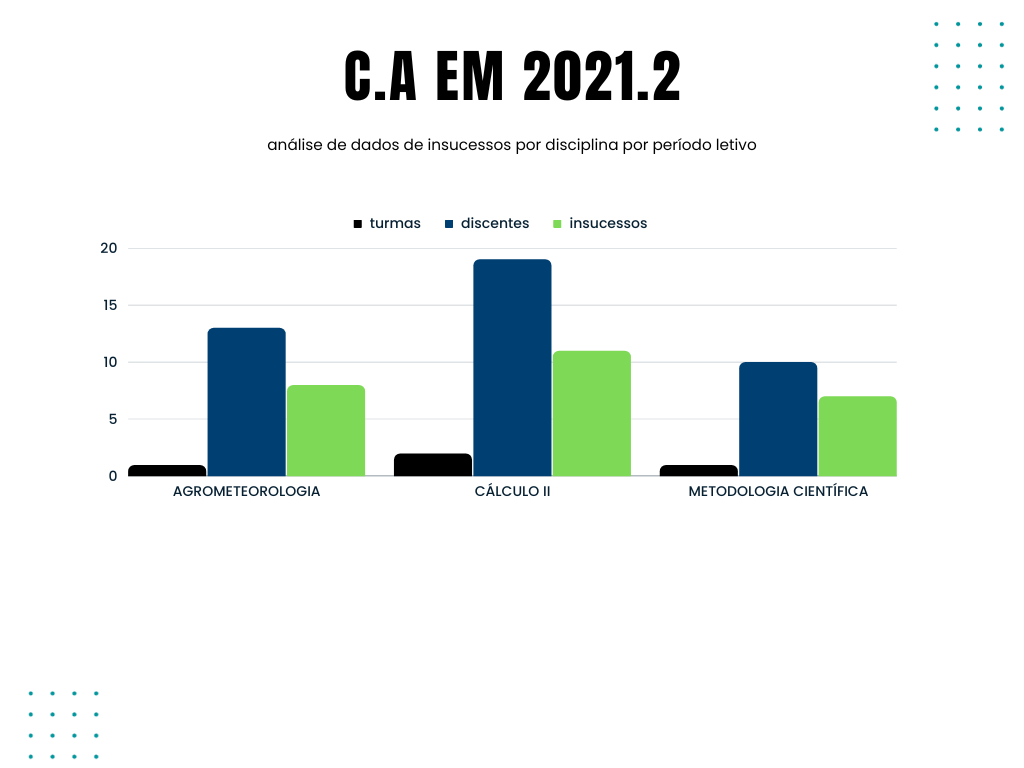 C.A EM 2021.2
análise de dados de insucessos por disciplina por período letivo
turmas discentes insucessos
20
15
10
5
0
AGROMETEOROLOGIA CÁLCULO II METODOLOGIA CIENTÍFICA